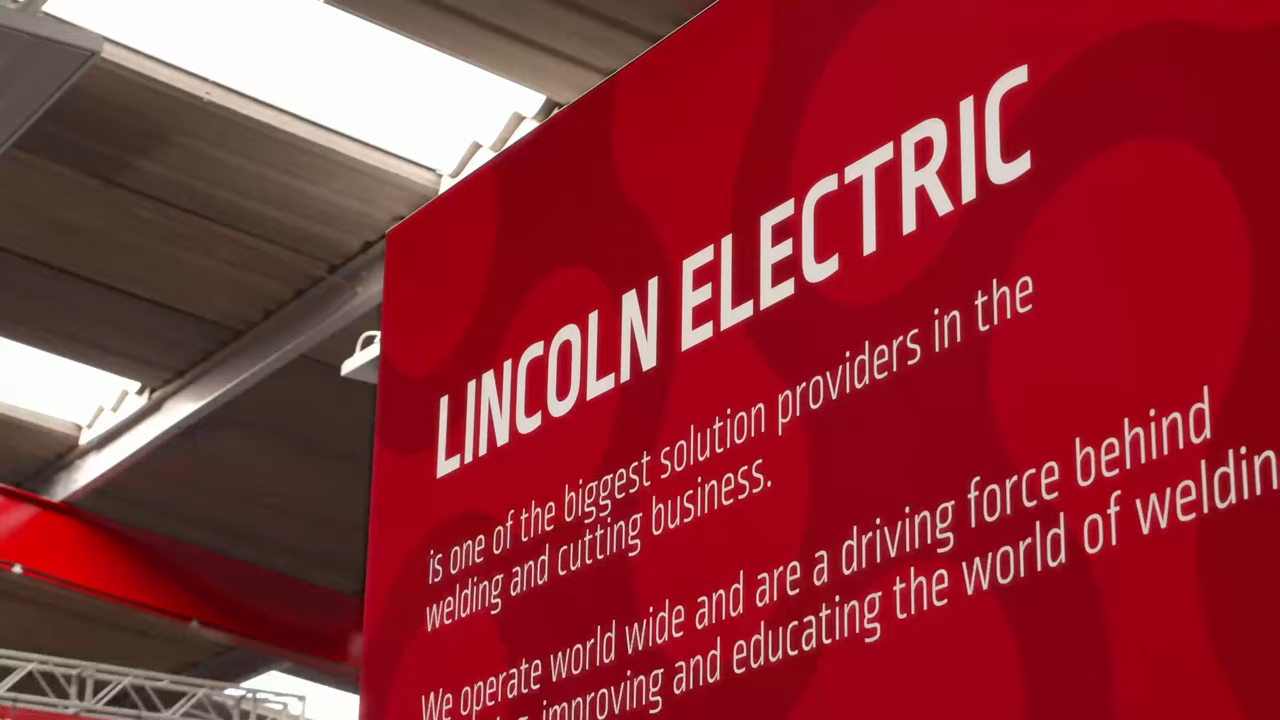 LINCOLN ELECTRIC
is one of the biggest solution providers in the
welding and cutting business.
We operate world wide and are a driving force behind
improving and educating the world of weldin